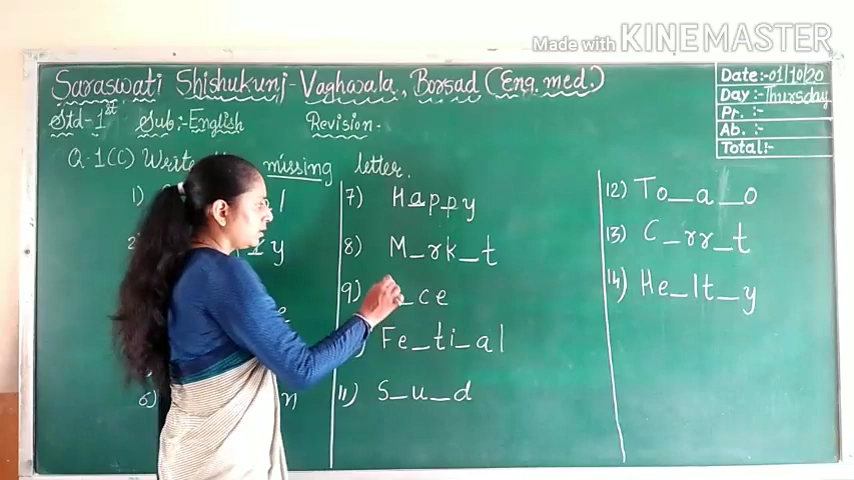 Made with KINEMASTER
Saraswati Shishukunj-Vaghwala, Borsad (Eng. med.)
Date:-01/10/20
Day:-Thursday
Pr.:-
Ab.:-
Total:-
Std-1st Sub:-English Revision.
Q.1(C) Write missing letter.
1) l
2) i y
6) n
7) Happy
8) M_rk_t
9) _ce
Fe_ti_al
11) S_u_d
12) To_a_o
13) C_rr_t
14) He_lt_y